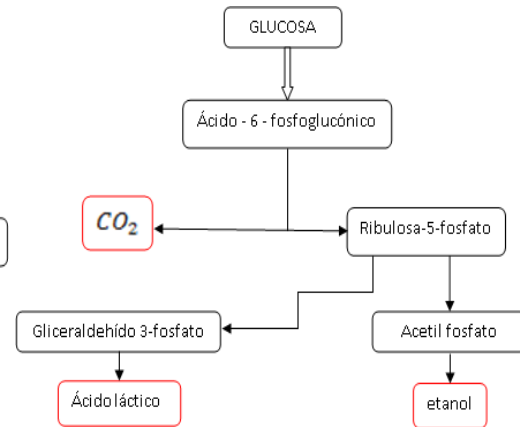 GLUCOSA
Ácido - 6 - fosfoglucónico
CO2
Ribulosa-5-fosfato
Gliceraldehído 3-fosfato
Acetil fosfato
Ácido láctico
etanol